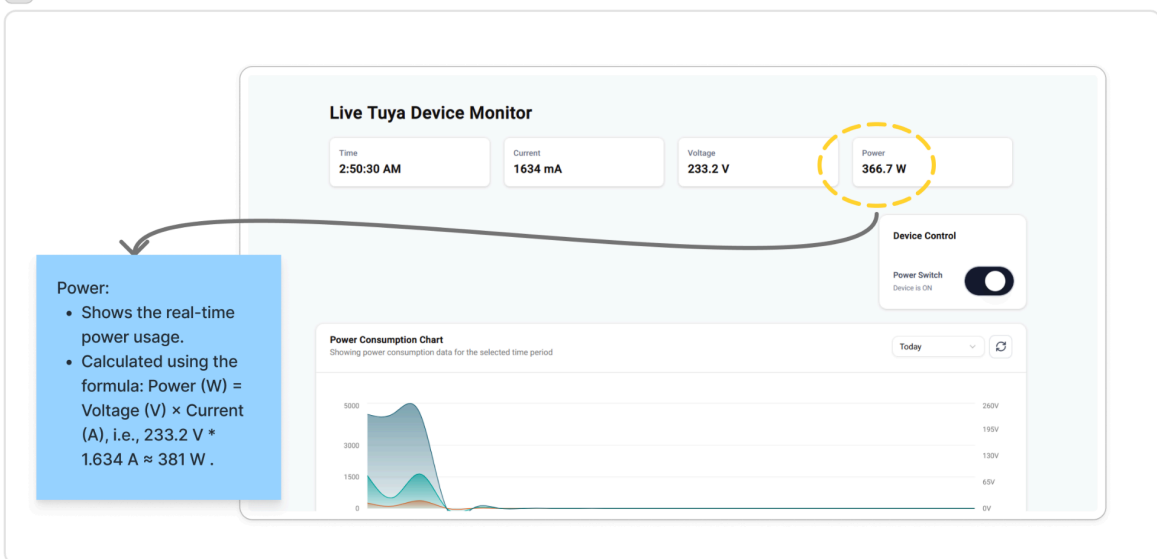 Live Tuya Device Monitor
Time
2:50:30 AM
Current
1634 mA
Voltage
233.2 V
Power
366.7 W
Device Control
Power Switch
Device is ON
Power:
• Shows the real-time
power usage.
• Calculated using the
formula: Power (W) =
Voltage (V) × Current
(A), i.e., 233.2 V *
1.634 A ≈ 381 W .
Power Consumption Chart
Showing power consumption data for the selected time period
Today
5000
3000
1500
0
260V
195V
130V
65V
0V